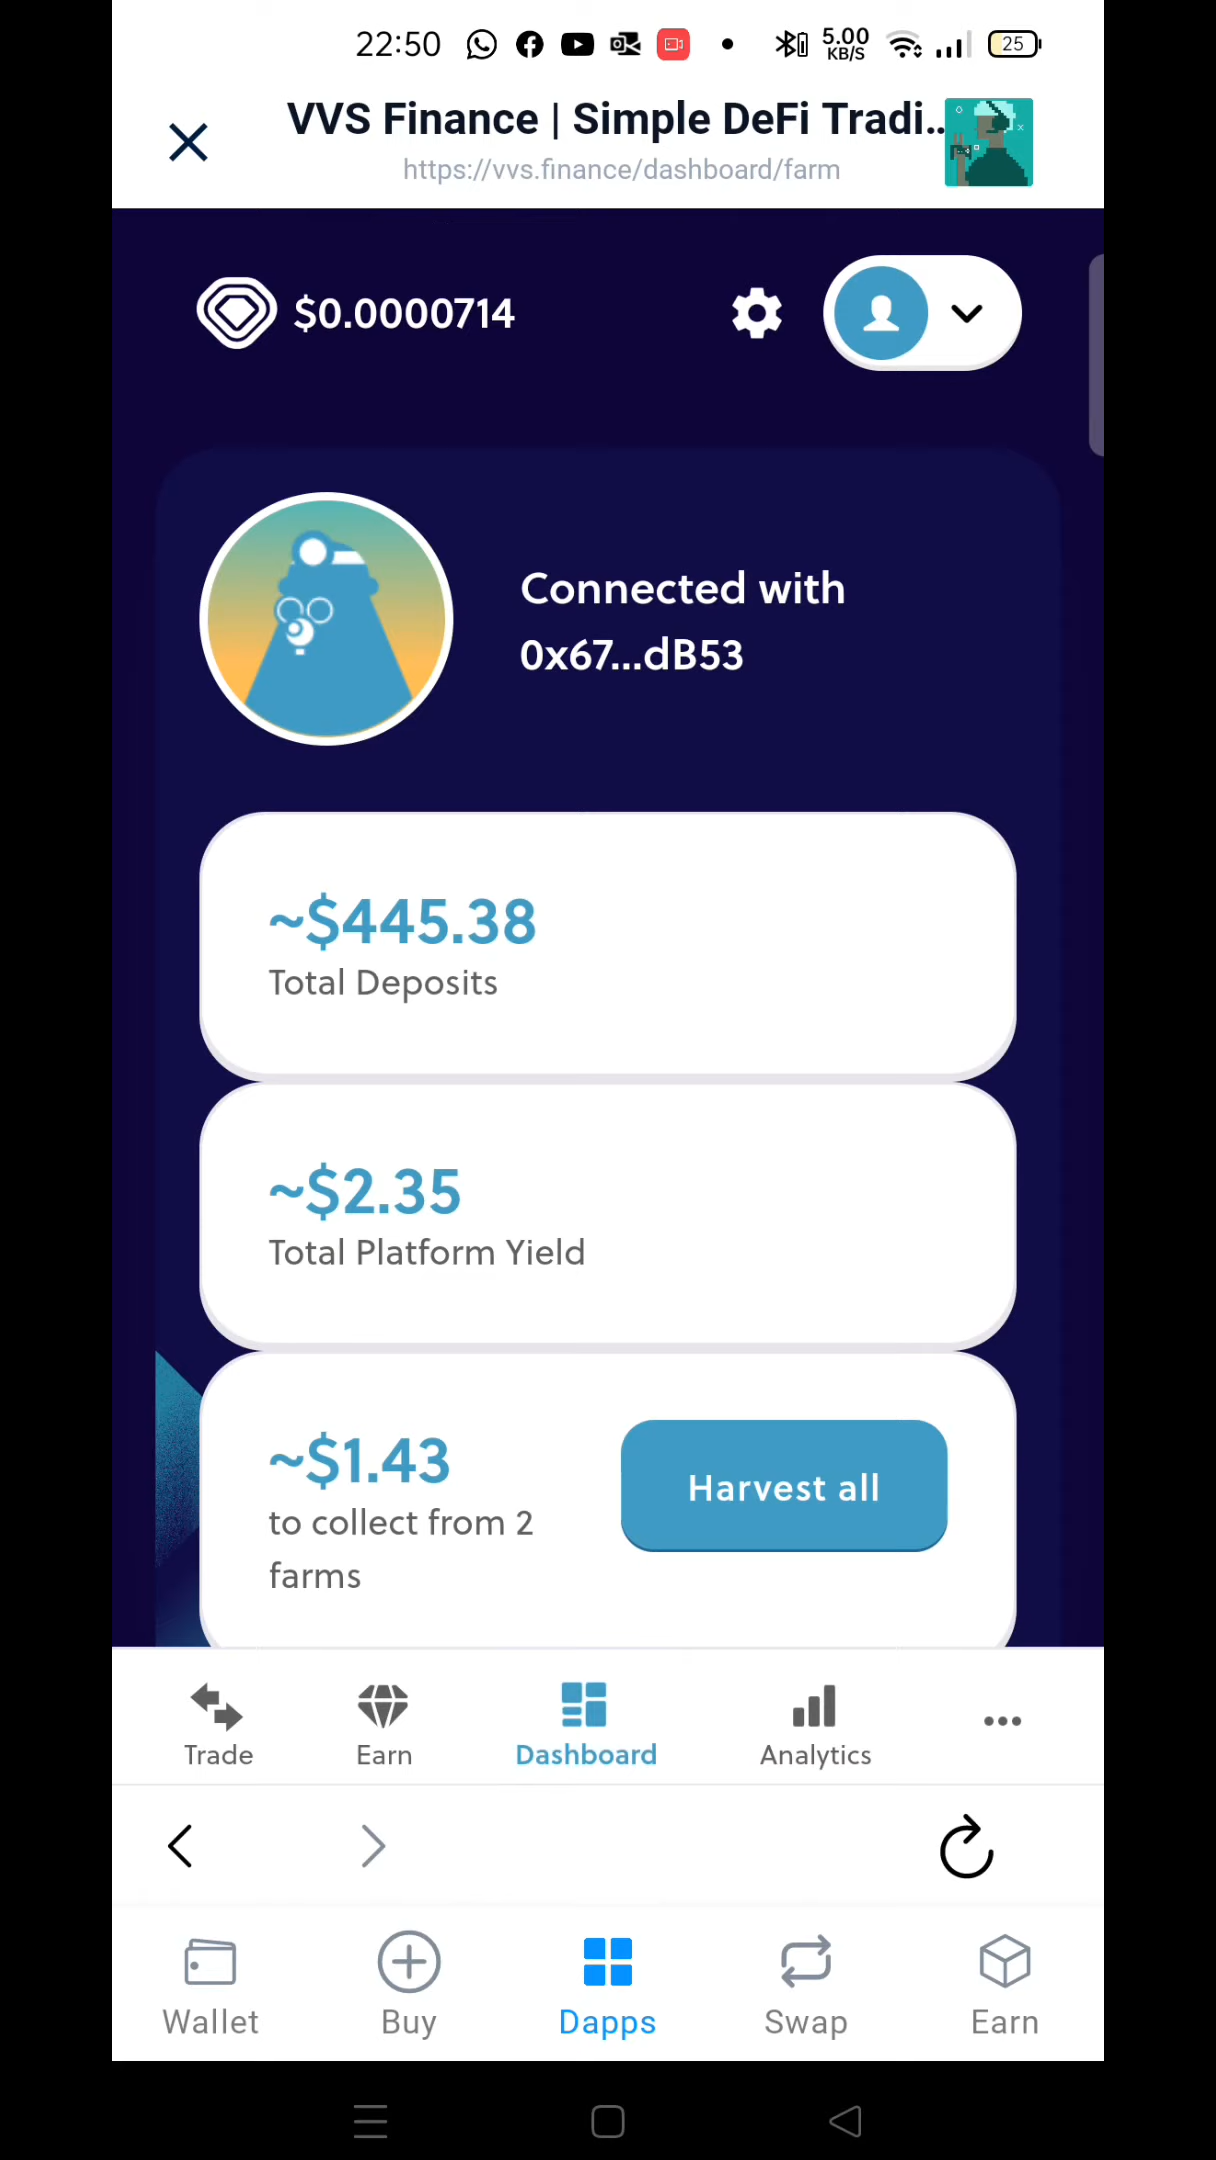 22:50
5.00
KB/S
25
VVS Finance | Simple DeFi Tradi...
https://vvs.finance/dashboard/farm
$0.0000714
Connected with
0x67...dB53
~$445.38
Total Deposits
~$2.35
Total Platform Yield
~$1.43
to collect from 2
farms
Harvest all
Trade
Earn
Dashboard
Analytics
Wallet
Buy
Dapps
Swap
Earn